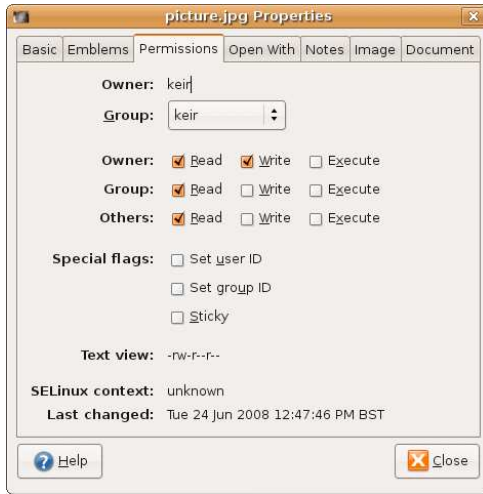 picture.jpg Properties
Basic Emblems Permissions Open With Notes Image Document
Owner: keir
Group: keir
Owner: Read Write Execute
Group: Read Write Execute
Others: Read Write Execute
Special flags: Set user ID
Set group ID
Sticky
Text view: -rw-r--r--
SELinux context: unknown
Last changed: Tue 24 Jun 2008 12:47:46 PM BST
Help Close